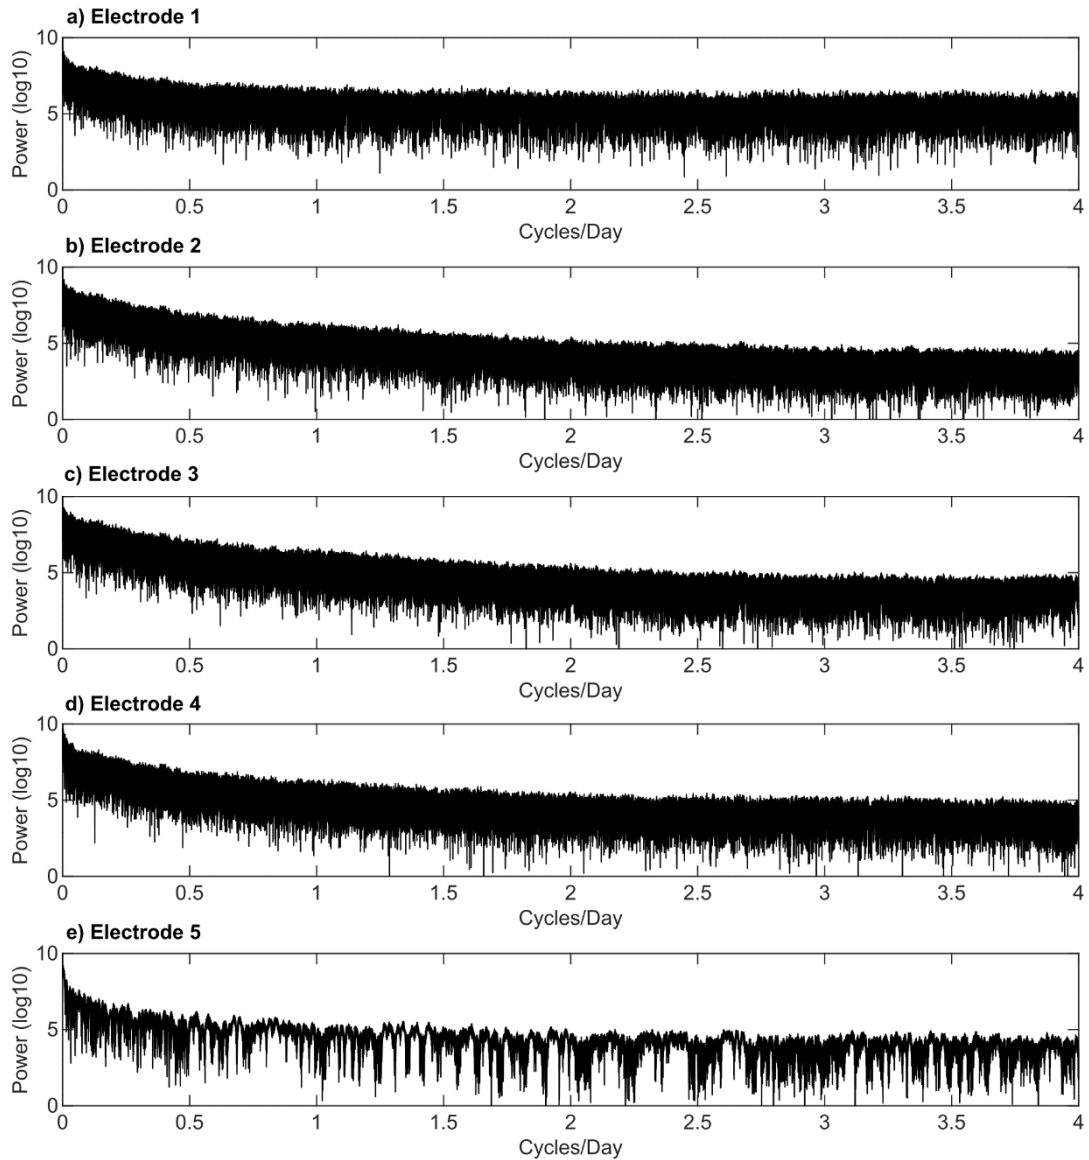 a) Electrode 1
10
5
0
Power (log10)
0 0.5 1 1.5 2 2.5 3 3.5 4
Cycles/Day
b) Electrode 2
10
5
0
Power (log10)
0 0.5 1 1.5 2 2.5 3 3.5 4
Cycles/Day
c) Electrode 3
10
5
0
Power (log10)
0 0.5 1 1.5 2 2.5 3 3.5 4
Cycles/Day
d) Electrode 4
10
5
0
Power (log10)
0 0.5 1 1.5 2 2.5 3 3.5 4
Cycles/Day
e) Electrode 5
10
5
0
Power (log10)
0 0.5 1 1.5 2 2.5 3 3.5 4
Cycles/Day